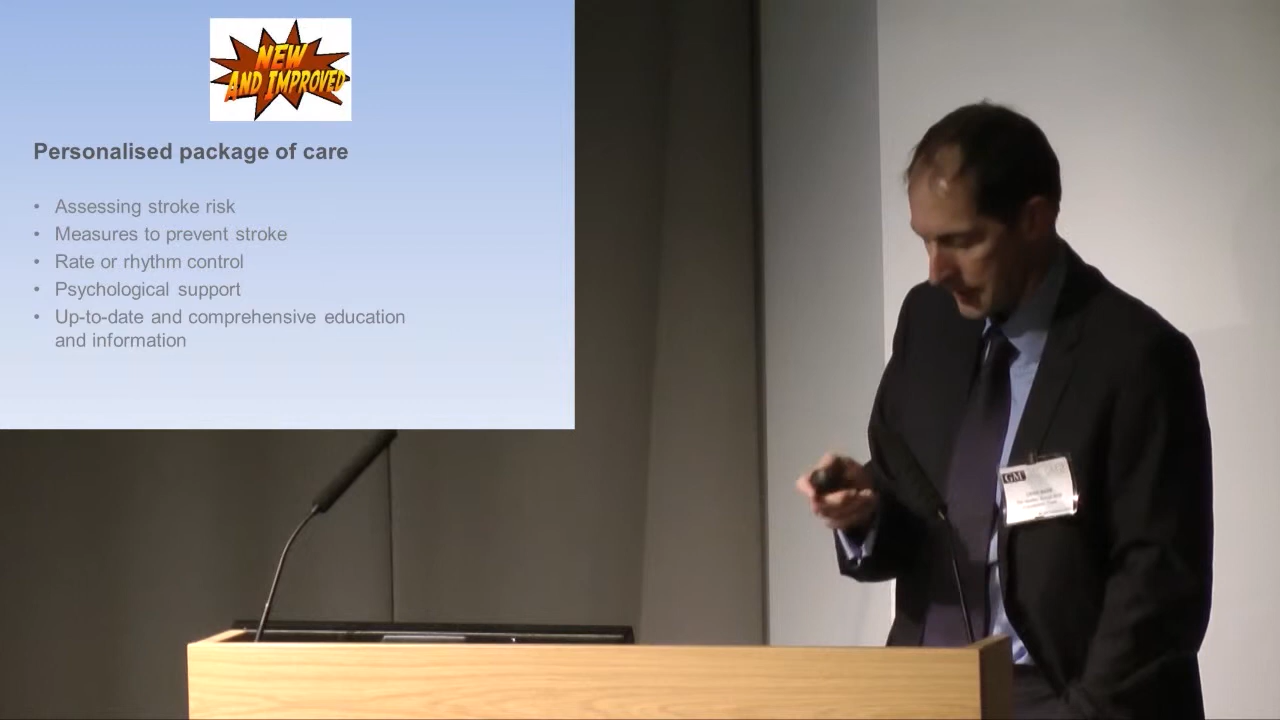 NEW
AND IMPROVED
Personalised package of care
• Assessing stroke risk
• Measures to prevent stroke
• Rate or rhythm control
• Psychological support
• Up-to-date and comprehensive education
and information
GM